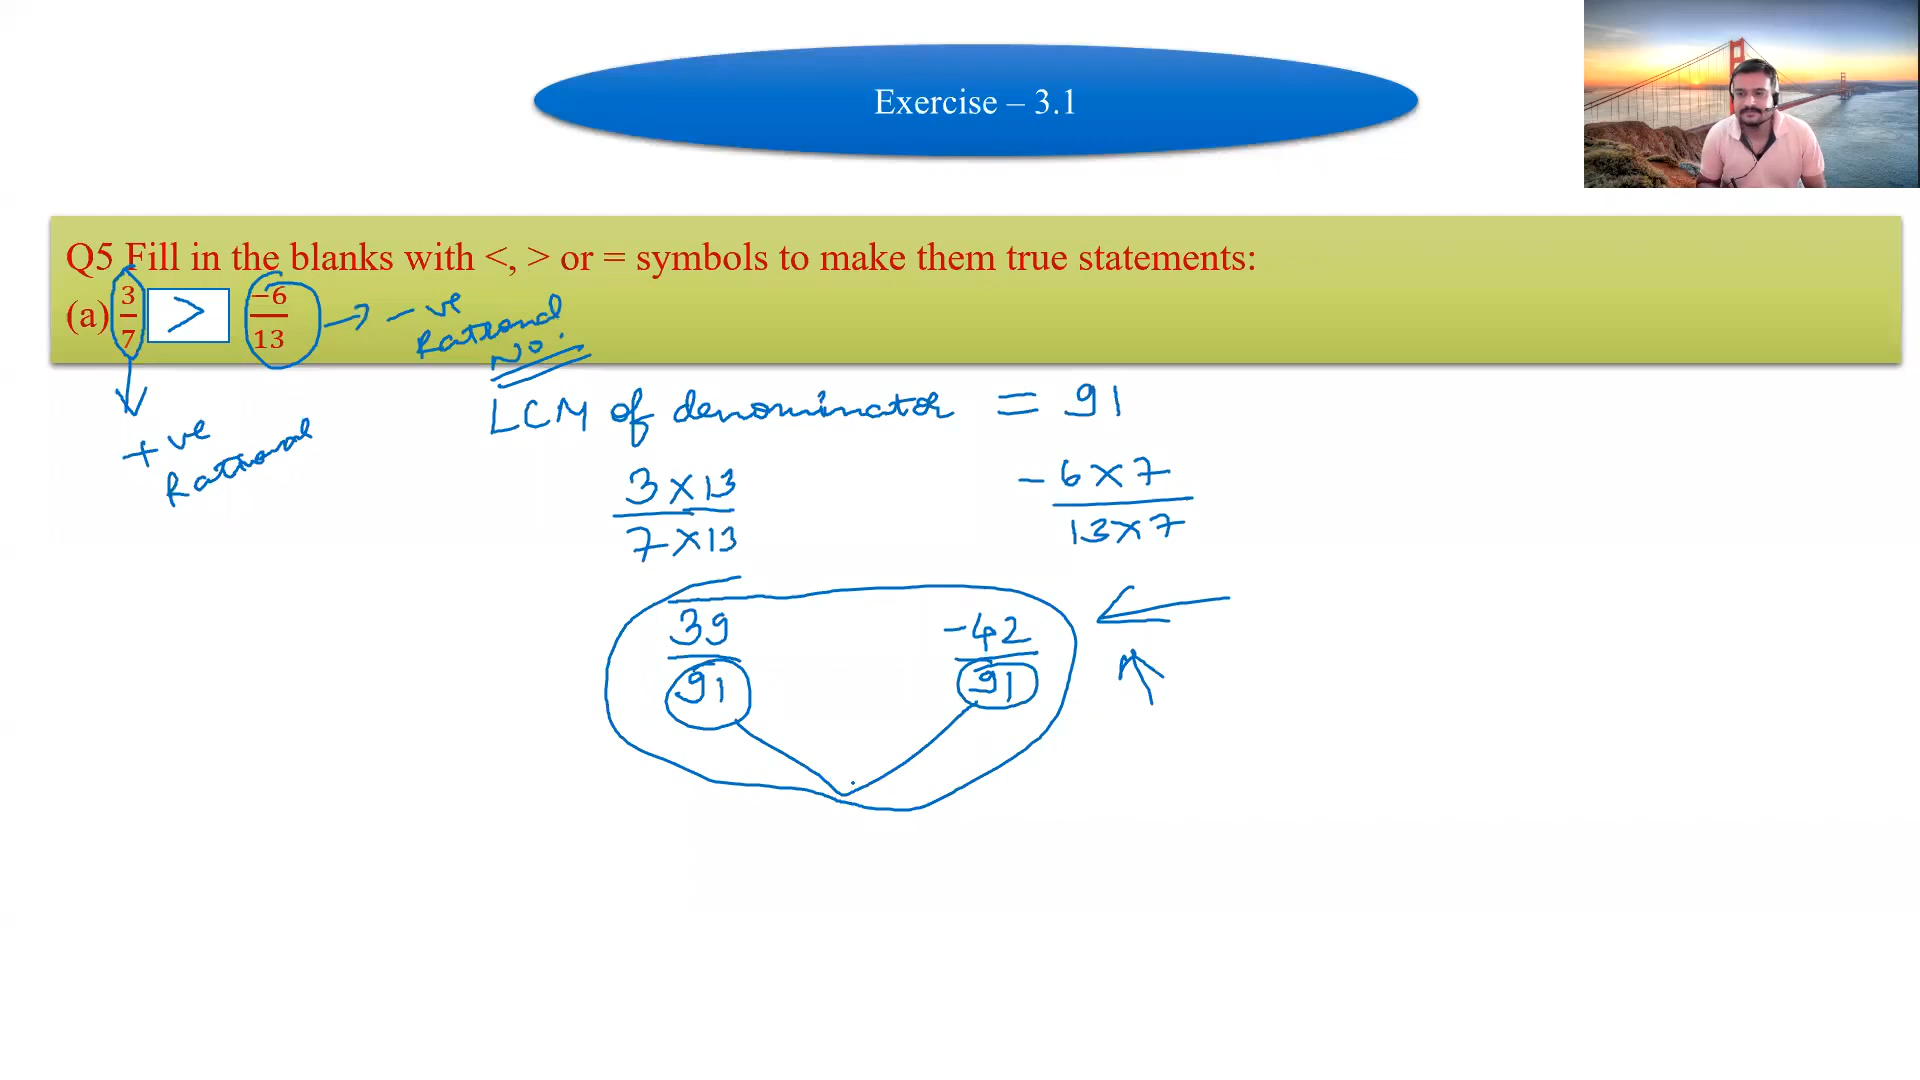 Exercise – 3.1
Q5 Fill in the blanks with <, > or = symbols to make them true statements:
(a) 3/7 > −6/13 → -ve
Rational
No.
+ve
Rational
LCM of denominator = 91
3 × 13 / 7 × 13
-6 × 7 / 13 × 7
39/91
-42/91